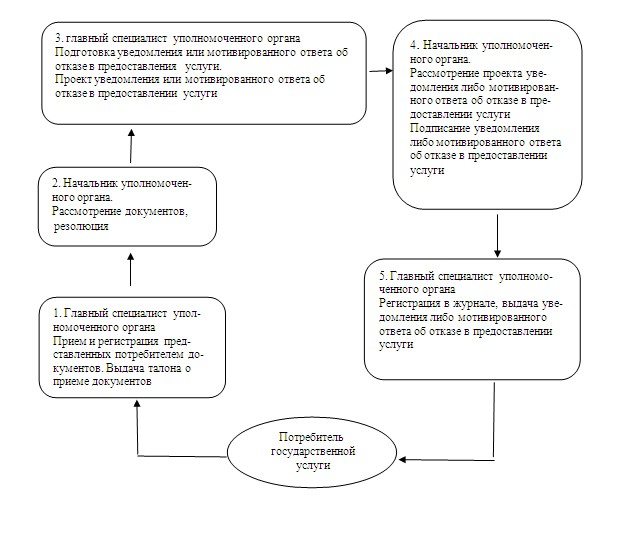 3. главный специалист уполномоченного органа
Подготовка уведомления или мотивированного ответа об
отказе в предоставления услуги.
Проект уведомления или мотивированного ответа об
отказе в предоставлении услуги
4. Начальник уполномочен-
ного органа.
Рассмотрение проекта уве-
домления либо мотивирован-
ного ответа об отказе в пре-
доставлении услуги
Подписание уведомления
либо мотивированного ответа
об отказе в предоставлении
услуги
2. Начальник уполномочен-
ного органа.
Рассмотрение документов,
резолюция
5. Главный специалист уполномо-
ченного органа
Регистрация в журнале, выдача уве-
домления либо мотивированного
ответа об отказе в предоставлении
услуги
1. Главный специалист упол-
номоченного органа
Прием и регистрация пред-
ставленных потребителем до-
кументов. Выдача талона о
приеме документов
Потребитель
государственной
услуги